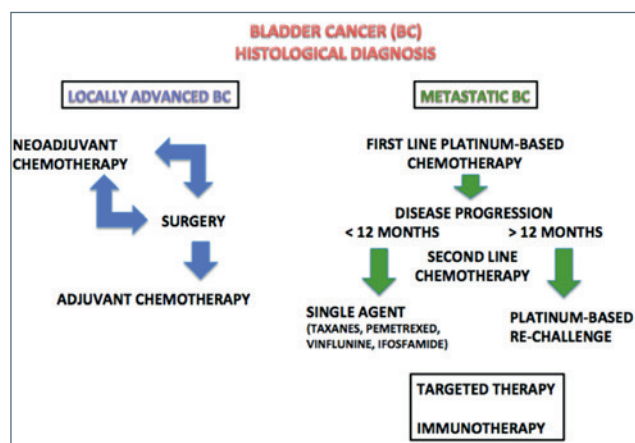 BLADDER CANCER (BC)
HISTOLOGICAL DIAGNOSIS
LOCALLY ADVANCED BC
NEOADJUVANT
CHEMOTHERAPY
SURGERY
ADJUVANT CHEMOTHERAPY
METASTATIC BC
FIRST LINE PLATINUM-BASED
CHEMOTHERAPY
DISEASE PROGRESSION
< 12 MONTHS > 12 MONTHS
SECOND LINE
CHEMOTHERAPY
SINGLE AGENT
(TAXANES, PEMETREXED,
VINFLUNINE, IFOSFAMIDE)
PLATINUM-BASED
RE-CHALLENGE
TARGETED THERAPY
IMMUNOTHERAPY